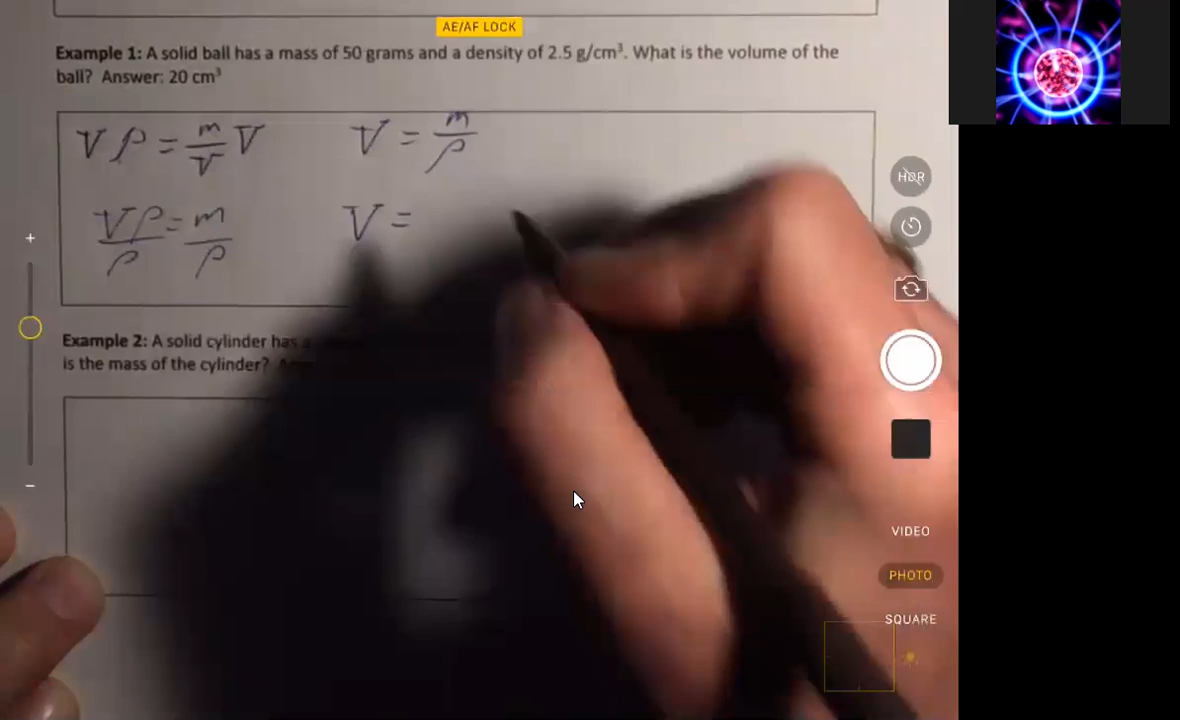 AE/AF LOCK
Example 1: A solid ball has a mass of 50 grams and a density of 2.5 g/cm³. What is the volume of the
ball? Answer: 20 cm³
Vρ = m/V V
V = m/ρ
Vρ/ρ = m/ρ
V =
HDR
Example 2: A solid cylinder has
is the mass of the cylinder?
VIDEO
PHOTO
SQUARE